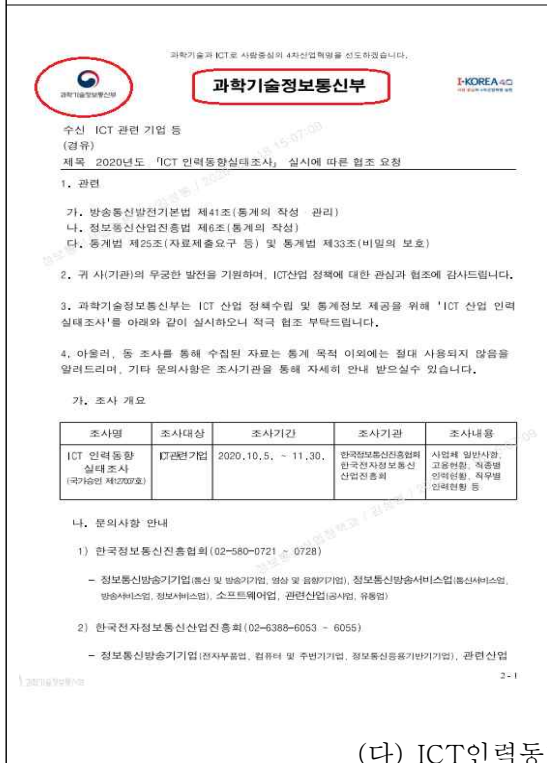 과학기술과 ICT로 사람중심의 4차산업혁명을 선도하겠습니다.
과학기술정보통신부
과학기술정보통신부
I-KOREA 4.0
수신 ICT 관련 기업 등
(경유)
제목 2020년도 「ICT 인력동향실태조사」 실시에 따른 협조 요청
1. 관련
가. 방송통신발전기본법 제41조(통계의 작성·관리)
나. 정보통신산업진흥법 제6조(통계의 작성)
다. 통계법 제25조(자료제출요구 등) 및 통계법 제33조(비밀의 보호)
2. 귀 사(기관)의 무궁한 발전을 기원하며, ICT산업 정책에 대한 관심과 협조에 감사드립니다.
3. 과학기술정보통신부는 ICT 산업 정책수립 및 통계정보 제공을 위해 'ICT 산업 인력
실태조사'를 아래와 같이 실시하오니 적극 협조 부탁드립니다.
4. 아울러, 동 조사를 통해 수집된 자료는 통계 목적 이외에는 절대 사용되지 않음을
알려드리며, 기타 문의사항은 조사기관을 통해 자세히 안내 받으실수 있습니다.
가. 조사 개요
조사명 조사대상 조사기간 조사기관 조사내용
ICT 인력동향
실태조사
(국가승인 제127007호)
ICT관련기업
2020.10.5. ~ 11.30.
한국정보통신진흥협회
한국전자정보통신
산업진흥회
사업체 일반사항,
고용현황, 직종별
인력현황, 직무별
인력현황 등
나. 문의사항 안내
1) 한국정보통신진흥협회(02-580-0721 ~ 0728)
- 정보통신방송기기업(통신 및 방송기기업, 영상 및 음향기기업), 정보통신방송서비스업(통신서비스업,
방송서비스업, 정보서비스업), 소프트웨어업, 관련산업(공사업, 유통업)
2) 한국전자정보통신산업진흥회(02-6388-6053 ~ 6055)
- 정보통신방송기기업(전자부품업, 컴퓨터 및 주변기기업, 정보통신응용기반기기업), 관련산업
2-1
과학기술정보통신부
(다) ICT인력동